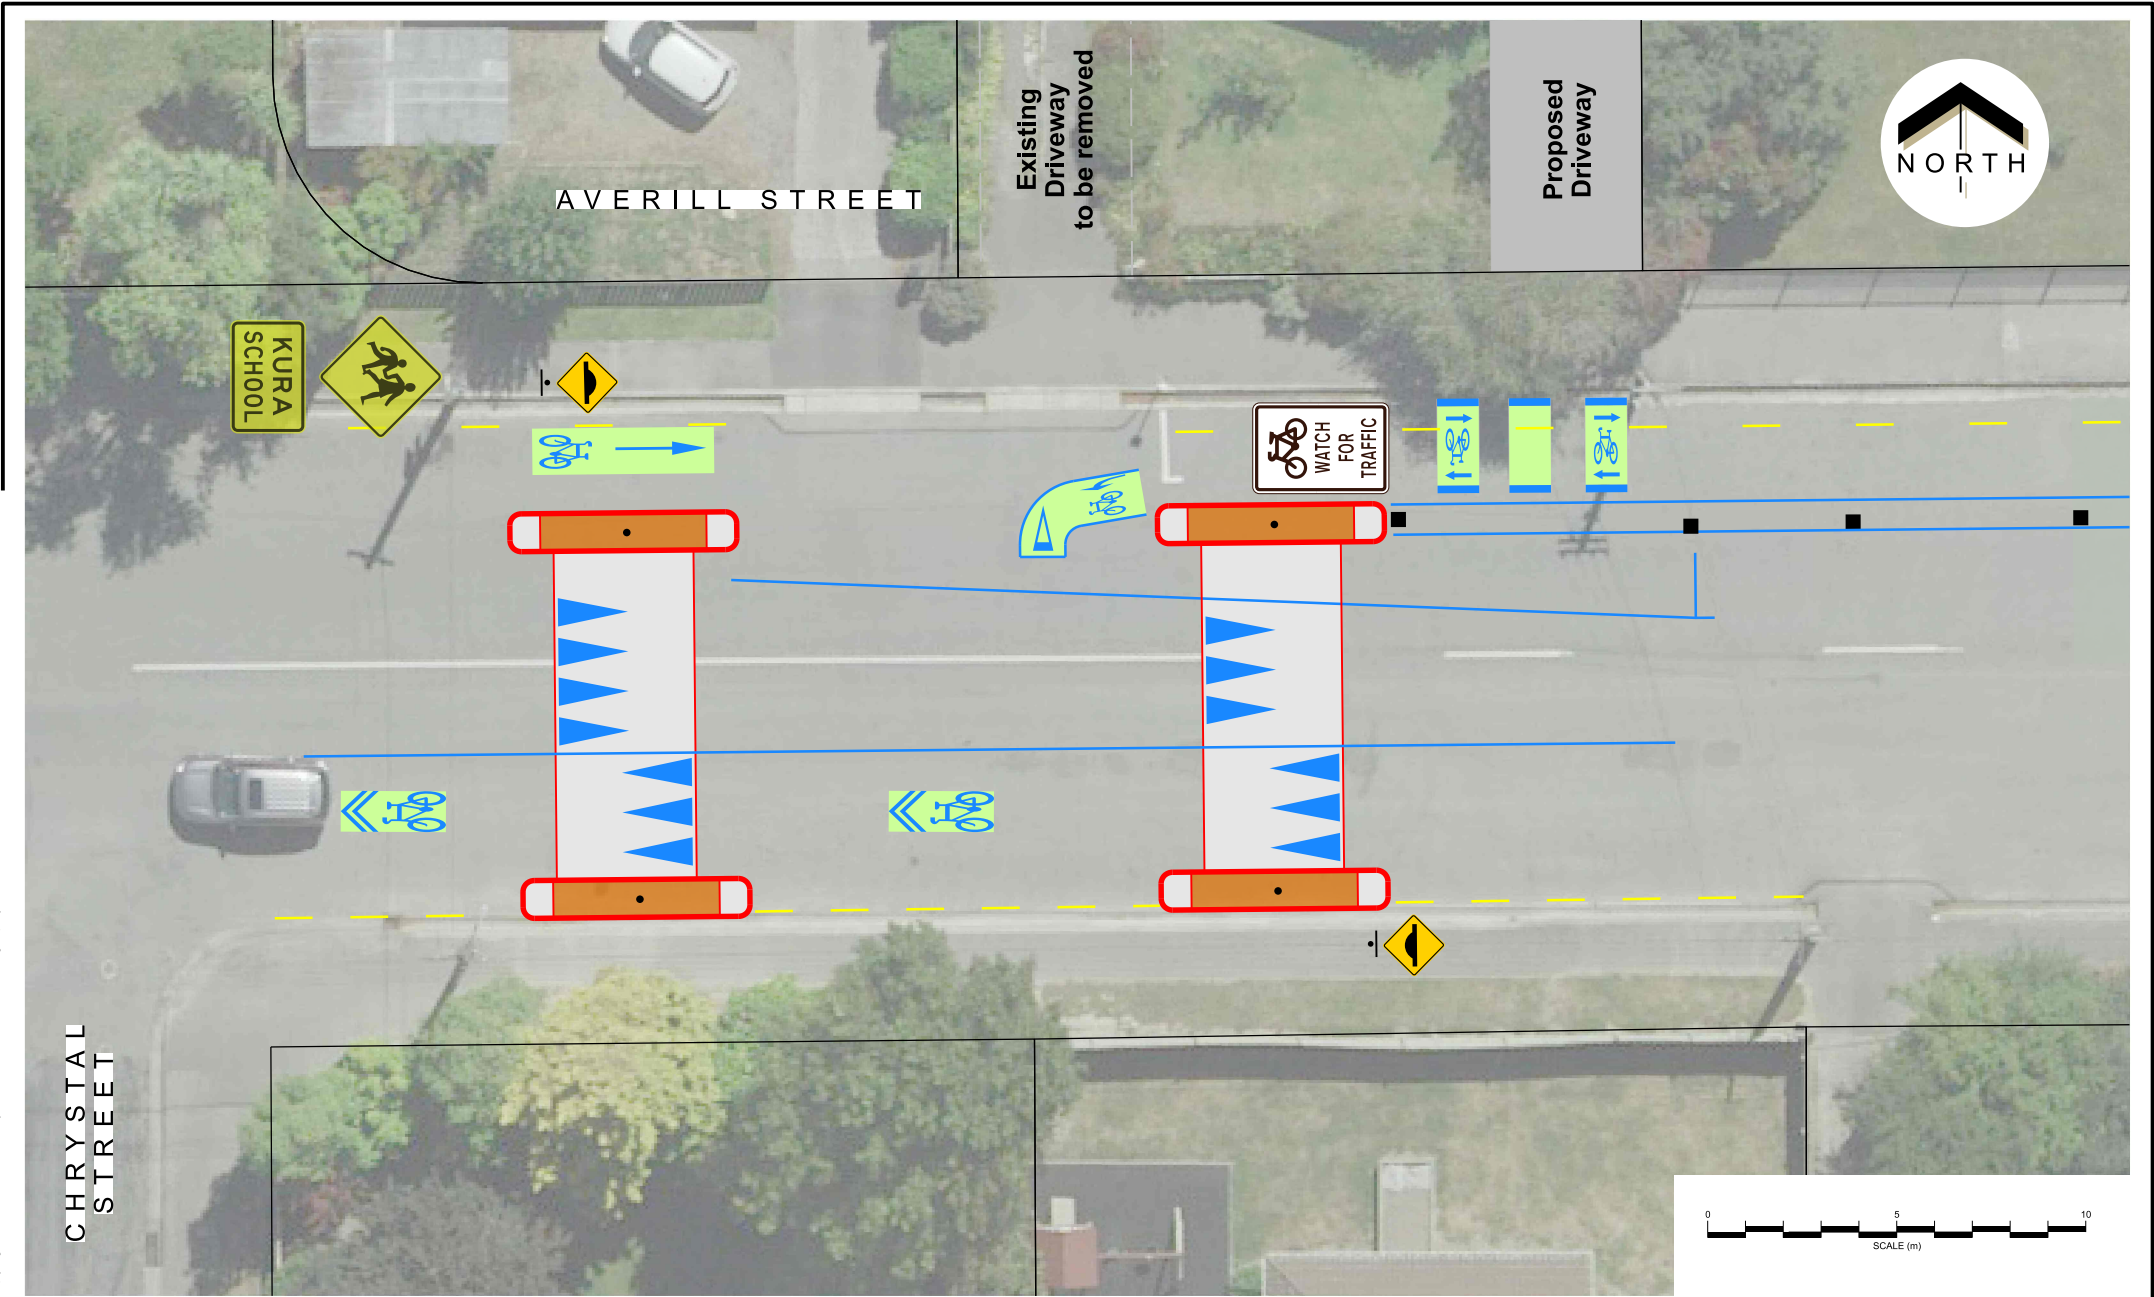 Existing
Driveway
to be removed
Proposed
Driveway
NORTH
AVERILL STREET
KURA
SCHOOL
WATCH
FOR
TRAFFIC
CHRYSTAL
STREET
0 5 10
SCALE (m)